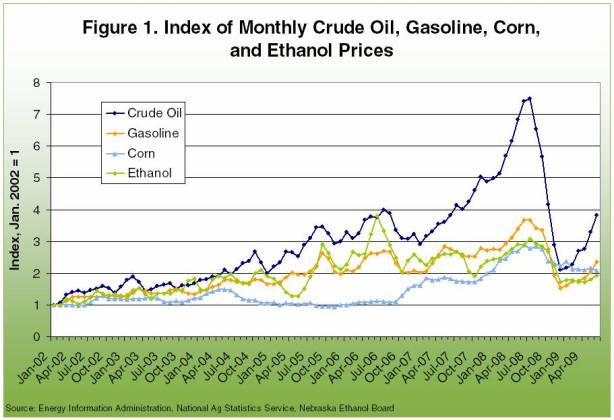 Figure 1. Index of Monthly Crude Oil, Gasoline, Corn,
and Ethanol Prices
Index, Jan. 2002 = 1
8
7
6
5
4
3
2
1
0
Crude Oil
Gasoline
Corn
Ethanol
Jan-02
Apr-02
Jul-02
Oct-02
Jan-03
Apr-03
Jul-03
Oct-03
Jan-04
Apr-04
Jul-04
Oct-04
Jan-05
Apr-05
Jul-05
Oct-05
Jan-06
Apr-06
Jul-06
Oct-06
Jan-07
Apr-07
Jul-07
Oct-07
Jan-08
Apr-08
Jul-08
Oct-08
Jan-09
Apr-09
Source: Energy Information Administration, National Ag Statistics Service, Nebraska Ethanol Board